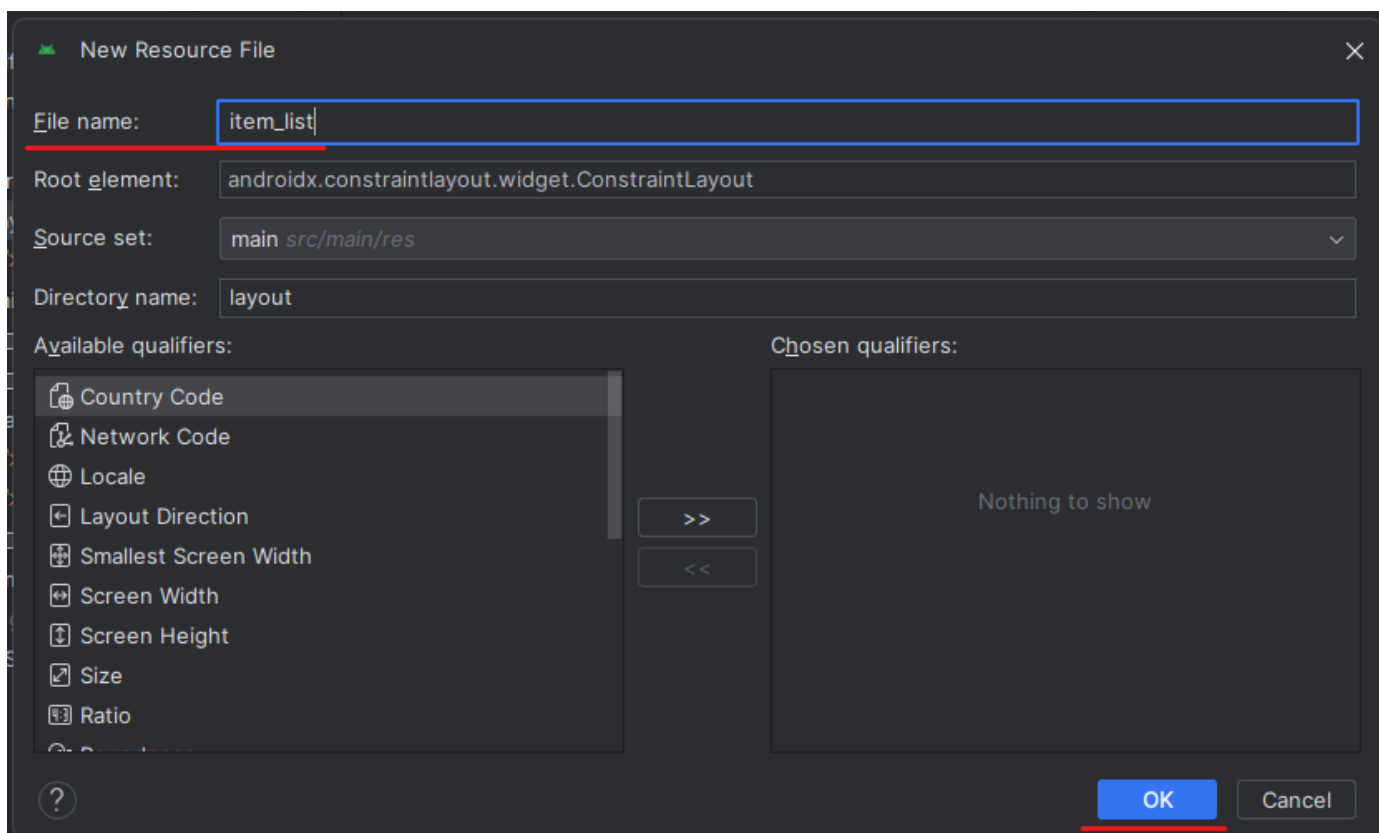 New Resource File
File name: item_list
Root element: androidx.constraintlayout.widget.ConstraintLayout
Source set: main src/main/res
Directory name: layout
Available qualifiers: Chosen qualifiers:
Country Code
Network Code
Locale
Layout Direction
Smallest Screen Width
Screen Width
Screen Height
Size
Ratio
Nothing to show
>>
<<
? OK Cancel